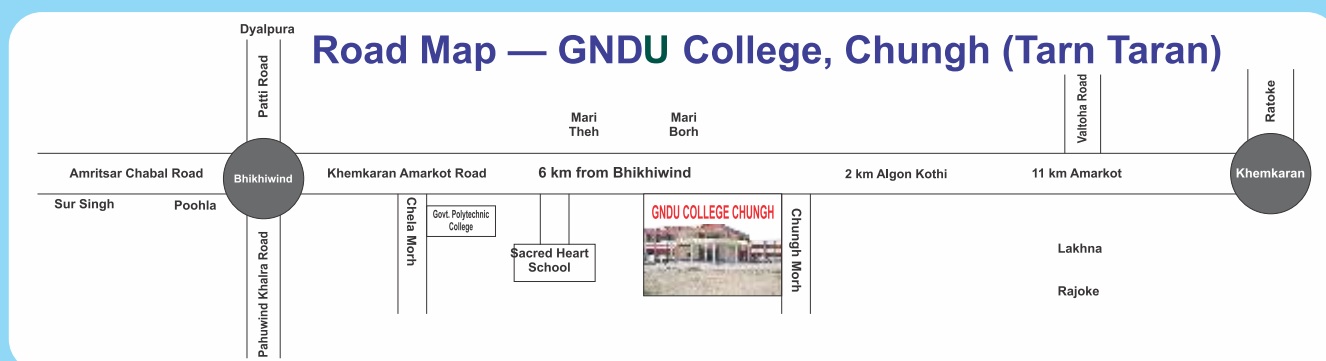 Dyalpura
Road Map — GNDU College, Chungh (Tarn Taran)
Patti Road
Valtoha Road
Ratoke
Mari
Theh
Mari
Borh
Amritsar Chabal Road
Bhikhiwind
Khemkaran Amarkot Road
6 km from Bhikhiwind
2 km Algon Kothi
11 km Amarkot
Khemkaran
Sur Singh
Poohla
Pahuwind Khalra Road
Chela Morh
Govt. Polytechnic
College
Sacred Heart
School
GNDU COLLEGE CHUNGH
Chungh Morh
Lakhna
Rajoke